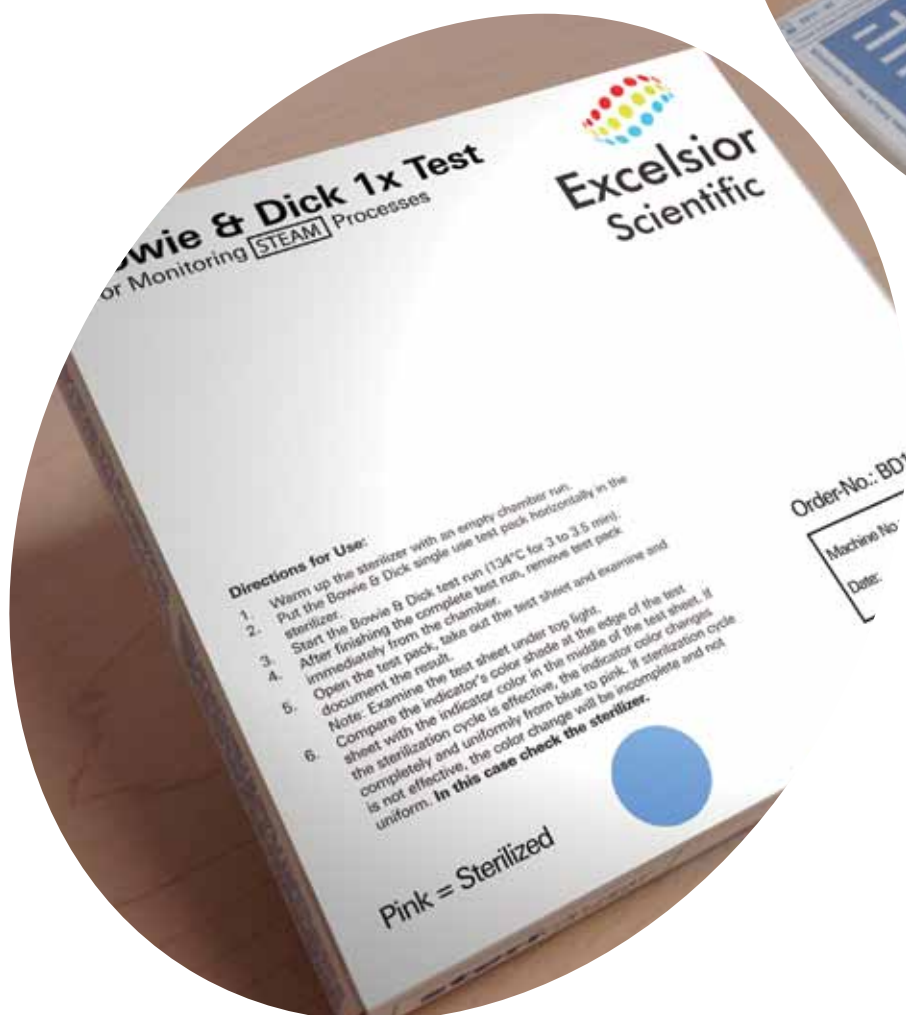 owie & Dick 1x Test
or Monitoring STEAM Processes
Excelsior
Scientific
Directions for Use:
1. Warm up the sterilizer with an empty chamber run.
2. Put the Bowie & Dick single use test pack horizontally in the
sterilizer.
3. Start the Bowie & Dick test run (134°C for 3 to 3.5 min).
4. After finishing the complete test run, remove test pack
immediately from the chamber.
5. Open the test pack, take out the test sheet and examine and
document the result.
Note: Examine the test sheet under top light.
6. Compare the indicator's color shade at the edge of the test
sheet with the indicator color in the middle of the test sheet, if
the sterilization cycle is effective, the indicator color changes
completely and uniformly from blue to pink. If sterilization cycle
is not effective, the color change will be incomplete and not
uniform. In this case check the sterilizer.
Pink = Sterilized
Order-No.: BD1
Machine No.:
Date: